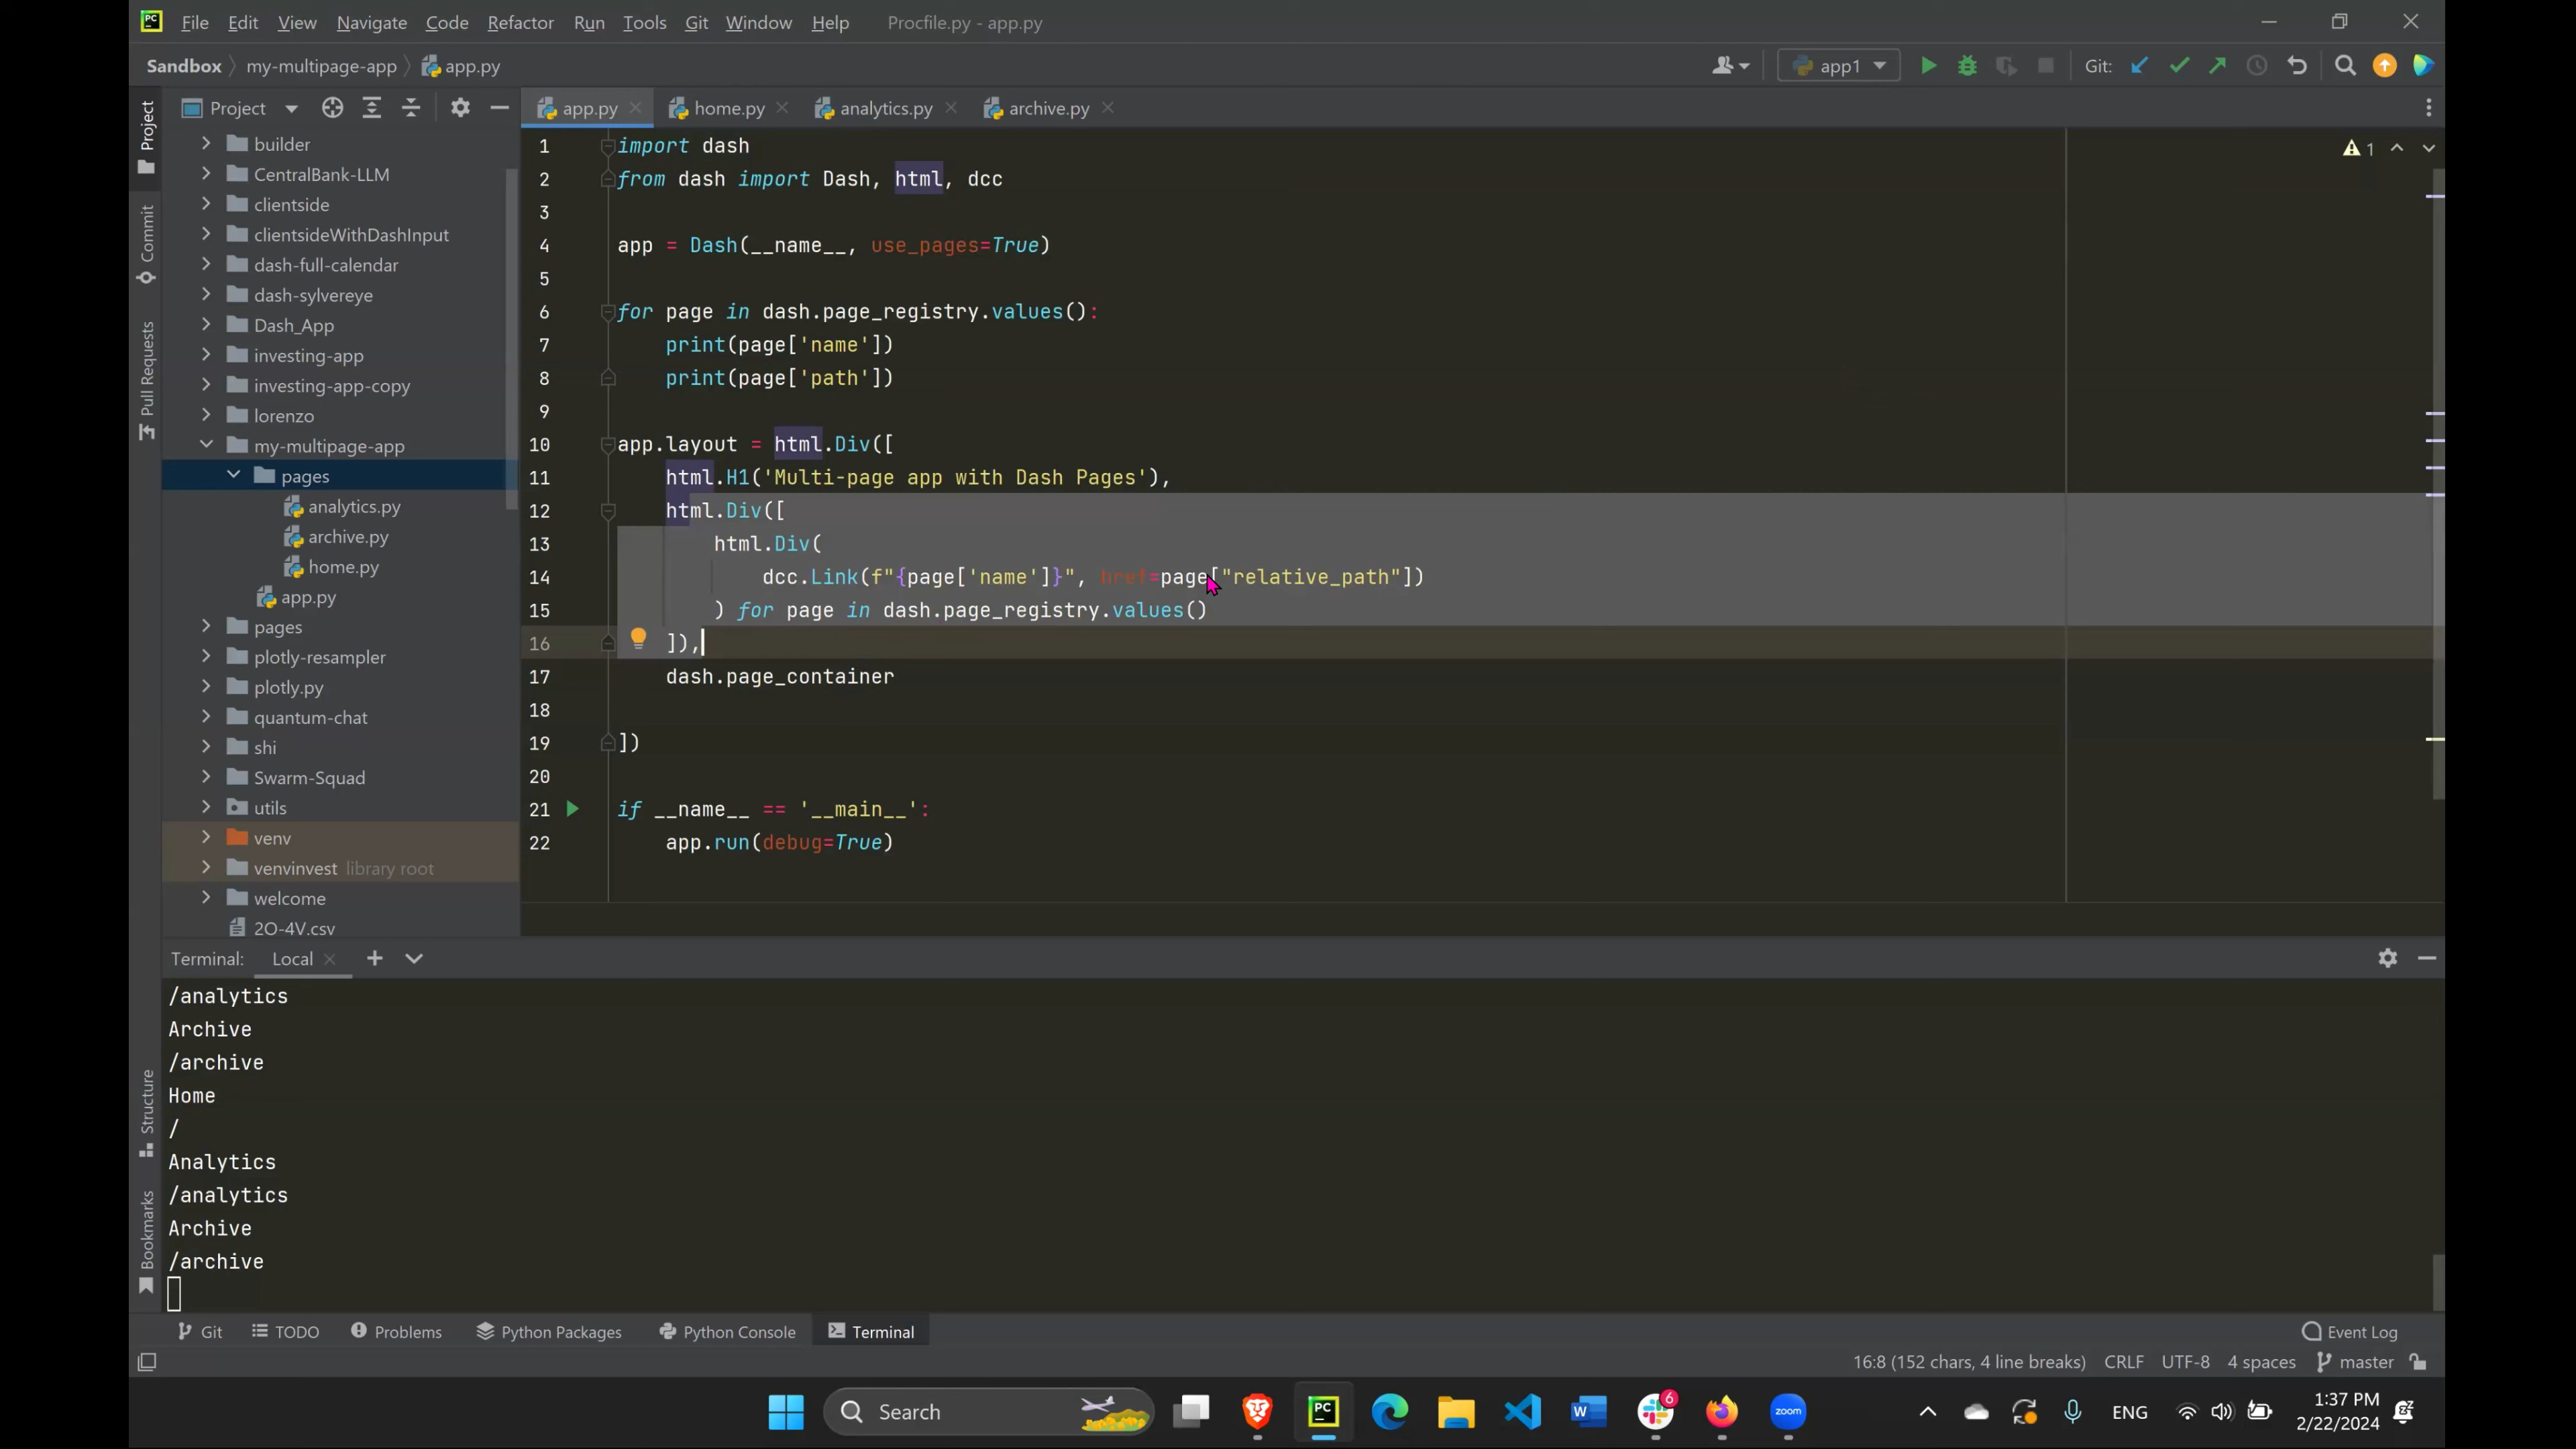 File Edit View Navigate Code Refactor Run Tools Git Window Help Procfile.py - app.py
Sandbox my-multipage-app app.py app1 Git:
Project
app.py home.py analytics.py archive.py
Project
Commit
Pull Requests
Structure
Bookmarks
builder
CentralBank-LLM
clientside
clientsideWithDashInput
dash-full-calendar
dash-sylvereye
Dash_App
investing-app
investing-app-copy
lorenzo
my-multipage-app
pages
analytics.py
archive.py
home.py
app.py
pages
plotly-resampler
plotly.py
quantum-chat
shi
Swarm-Squad
utils
venv
venvinvest library root
welcome
20-4V.csv
1 import dash
2 from dash import Dash, html, dcc
3
4 app = Dash(__name__, use_pages=True)
5
6 for page in dash.page_registry.values():
7 print(page['name'])
8 print(page['path'])
9
10 app.layout = html.Div([
11 html.H1('Multi-page app with Dash Pages'),
12 html.Div([
13 html.Div(
14 dcc.Link(f"{page['name']}", href=page["relative_path"])
15 ) for page in dash.page_registry.values()
16 ]),
17 dash.page_container
18
19 ])
20
21 if __name__ == '__main__':
22 app.run(debug=True)
1
Terminal: Local
/analytics
Archive
/archive
Home
/
Analytics
/analytics
Archive
/archive
Git TODO Problems Python Packages Python Console Terminal Event Log
16:8 (152 chars, 4 line breaks) CRLF UTF-8 4 spaces master
Search
PC
W
6
zoom
ENG
1:37 PM
2/22/2024